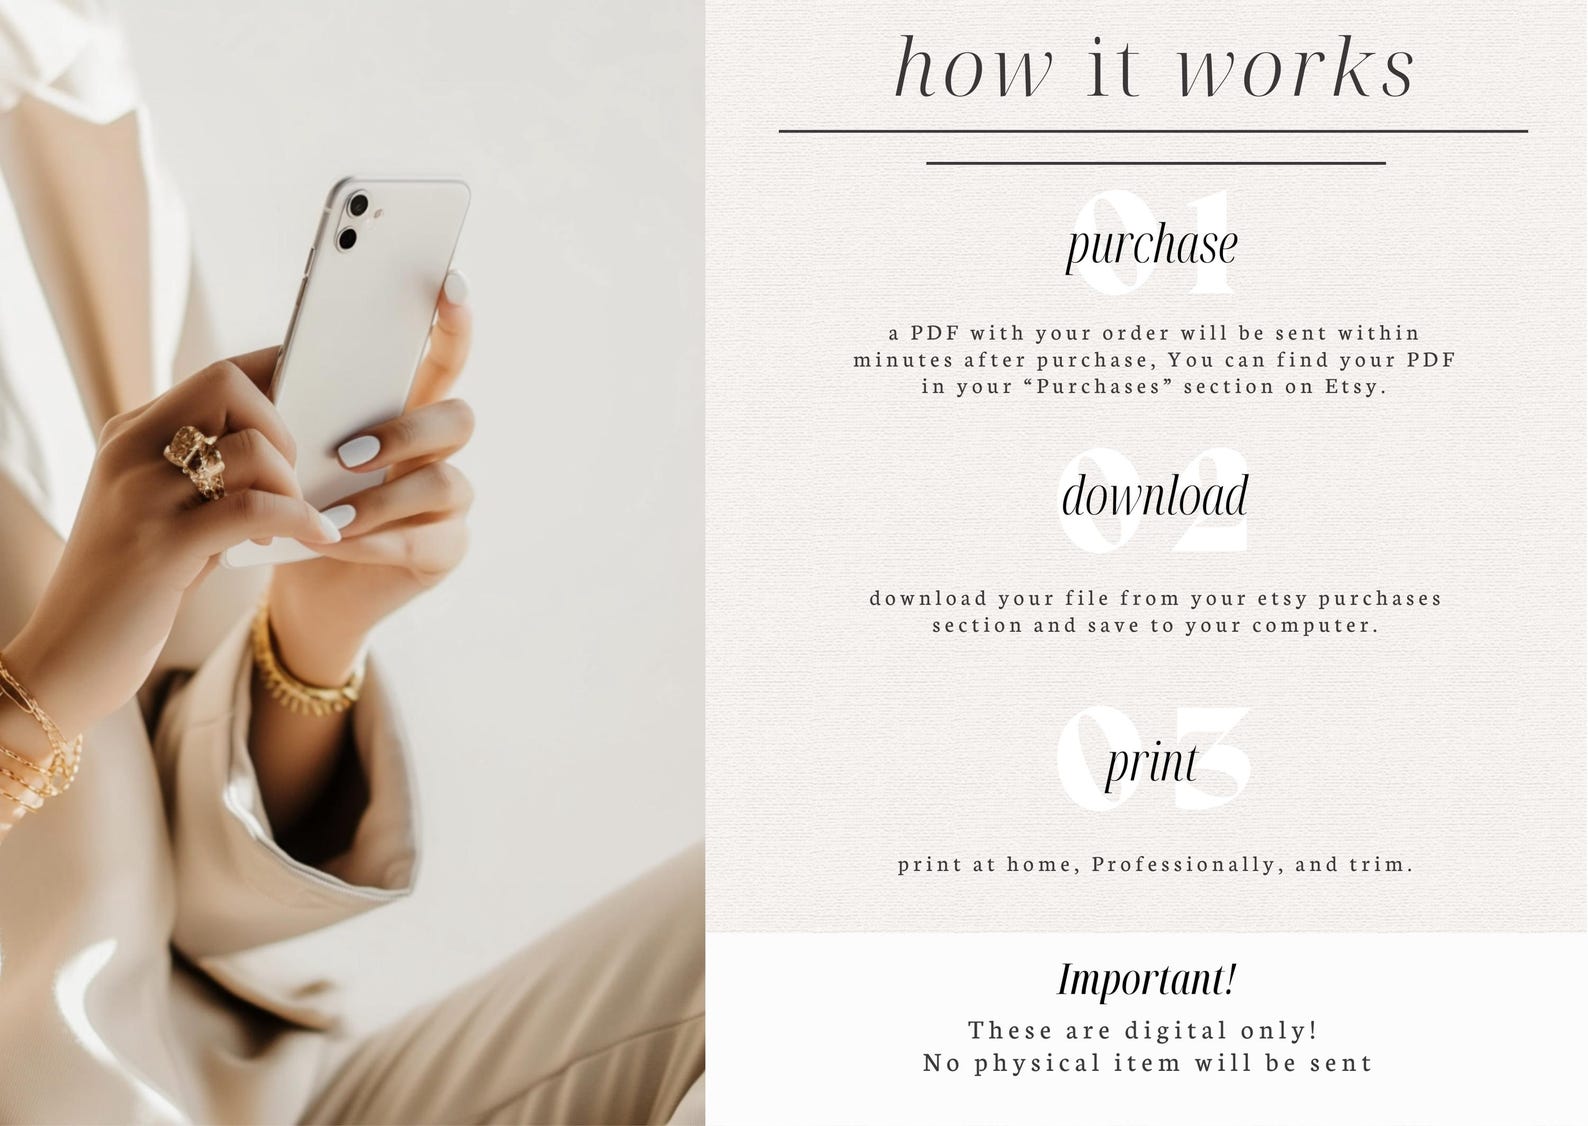 how it works
01
purchase
a PDF with your order will be sent within
minutes after purchase, You can find your PDF
in your “Purchases” section on Etsy.
02
download
download your file from your etsy purchases
section and save to your computer.
03
print
print at home, Professionally, and trim.
Important!
These are digital only!
No physical item will be sent